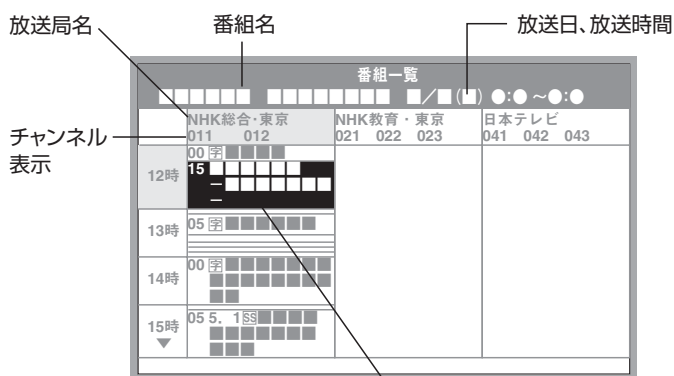 放送局名
番組名
放送日、放送時間
番組一覧
■■■■■■ ■■■■■■■■ ■/■(■) ●:● ~●:●
チャンネル
表示
NHK総合・東京
011 012
NHK教育・東京
021 022 023
日本テレビ
041 042 043
12時
00 字■■■■
15
13時
05 字■■■■■■
14時
00 字■■■■■■■
15時
05 5.1SS■■■■